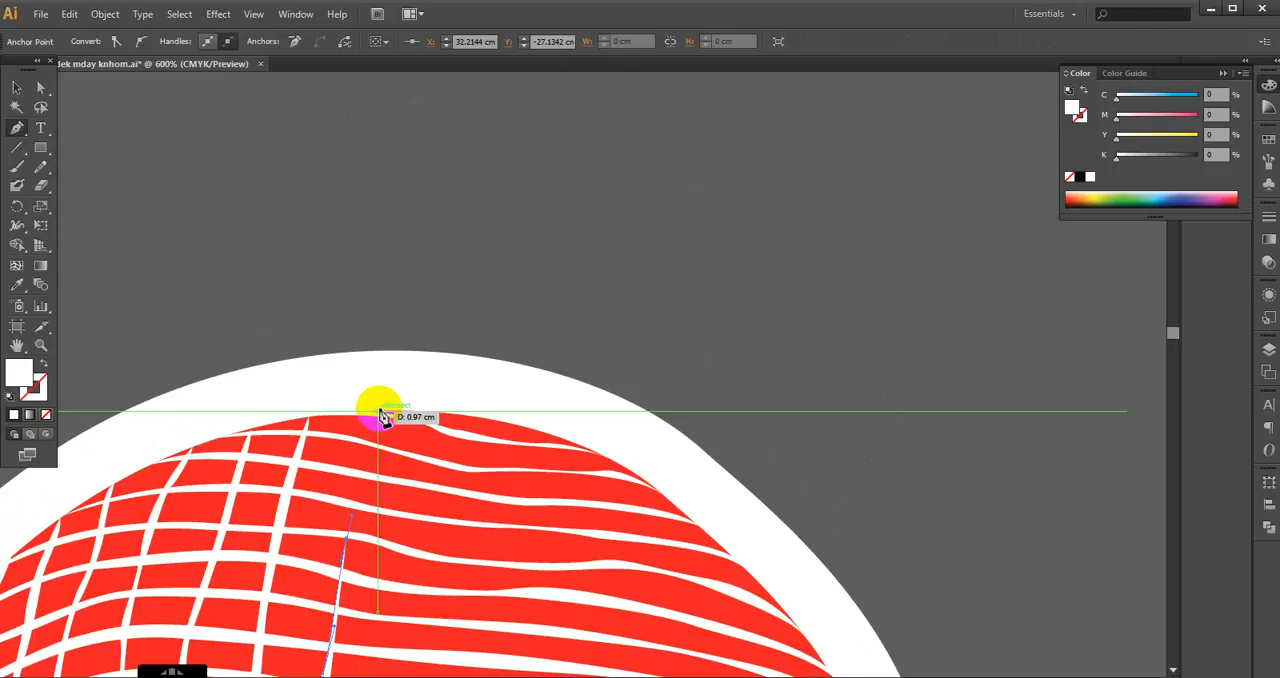 Ai File Edit Object Type Select Effect View Window Help Br Essentials
Anchor Point Convert: Handles: Anchors: X: 32.2144 cm Y: -27.1342 cm W: 0 cm H: 0 cm
dek mday knhom.ai* @ 600% (CMYK/Preview) ×
Color Color Guide
C 0 %
M 0 %
Y 0 %
K 0 %
intersect
D: 0.97 cm